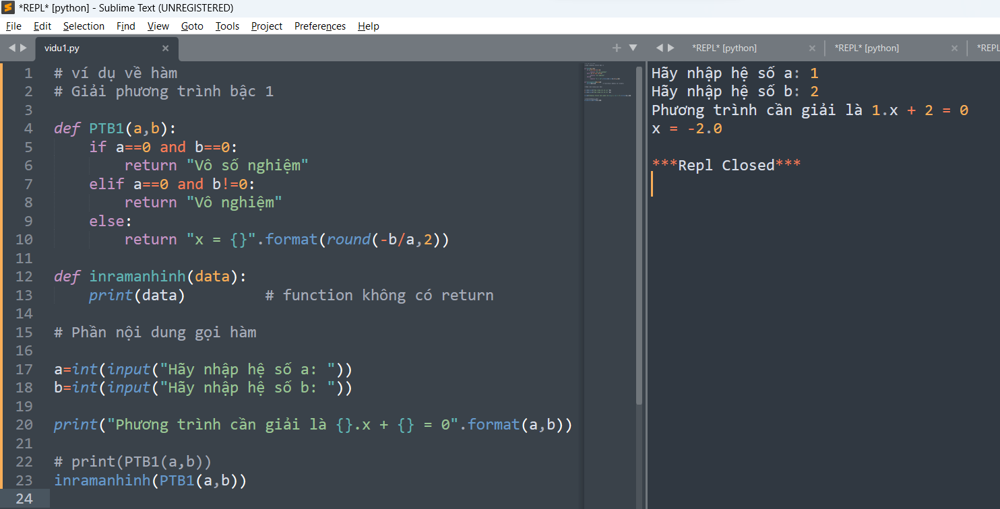 *REPL* [python] - Sublime Text (UNREGISTERED)
File Edit Selection Find View Goto Tools Project Preferences Help
vidu1.py
*REPL* [python] *REPL* [python] *REPL
1 # ví dụ về hàm
2 # Giải phương trình bậc 1
3
4 def PTB1(a,b):
5     if a==0 and b==0:
6         return "Vô số nghiệm"
7     elif a==0 and b!=0:
8         return "Vô nghiệm"
9     else:
10         return "x = {}".format(round(-b/a,2))
11
12 def inramanhinh(data):
13     print(data)         # function không có return
14
15 # Phần nội dung gọi hàm
16
17 a=int(input("Hãy nhập hệ số a: "))
18 b=int(input("Hãy nhập hệ số b: "))
19
20 print("Phương trình cần giải là {}.x + {} = 0".format(a,b))
21
22 # print(PTB1(a,b))
23 inramanhinh(PTB1(a,b))
24
Hãy nhập hệ số a: 1
Hãy nhập hệ số b: 2
Phương trình cần giải là 1.x + 2 = 0
x = -2.0
***Repl Closed***